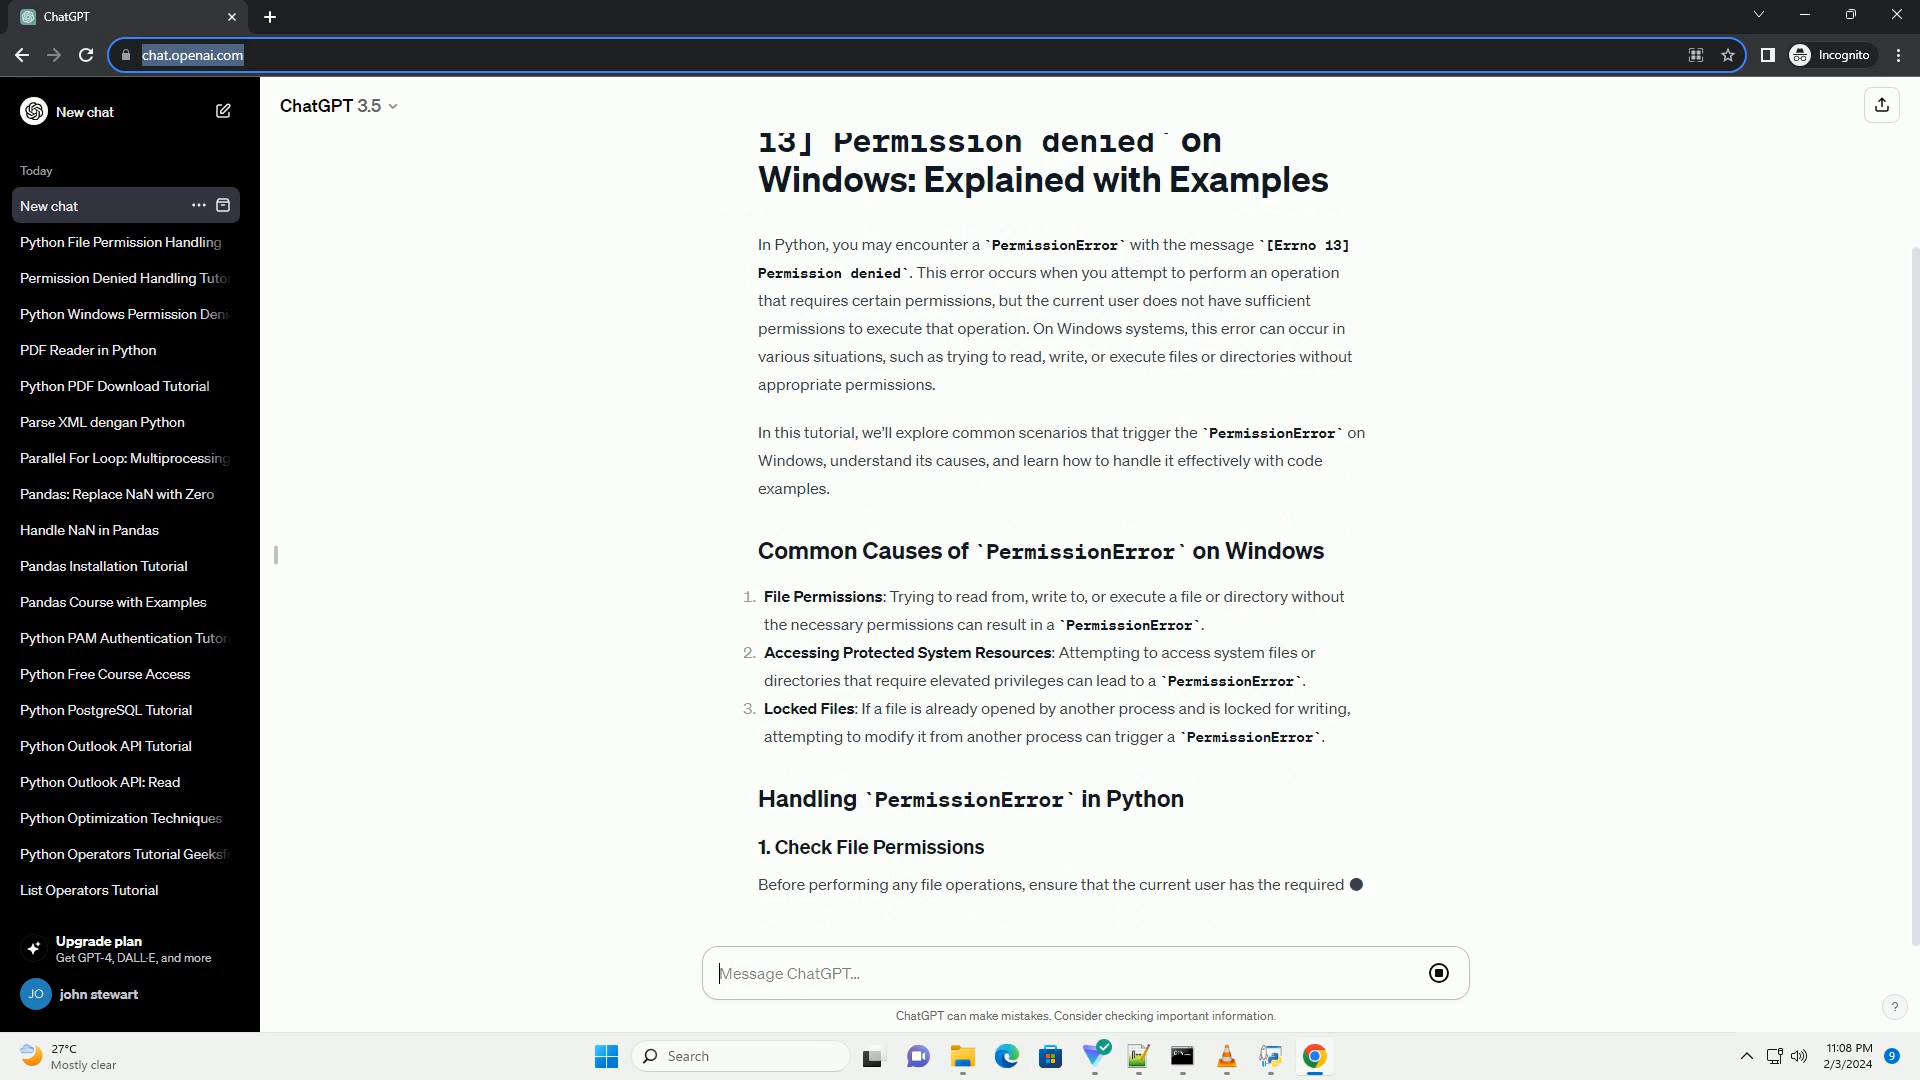 ChatGPT
chat.openai.com
Incognito
New chat
Today
New chat
Python File Permission Handling
Permission Denied Handling Tuto
Python Windows Permission Deni
PDF Reader in Python
Python PDF Download Tutorial
Parse XML dengan Python
Parallel For Loop: Multiprocessing
Pandas: Replace NaN with Zero
Handle NaN in Pandas
Pandas Installation Tutorial
Pandas Course with Examples
Python PAM Authentication Tutor
Python Free Course Access
Python PostgreSQL Tutorial
Python Outlook API Tutorial
Python Outlook API: Read
Python Optimization Techniques
Python Operators Tutorial Geeksf
List Operators Tutorial
Upgrade plan
Get GPT-4, DALL·E, and more
JO john stewart
ChatGPT 3.5
13] Permission denied` on
Windows: Explained with Examples
In Python, you may encounter a `PermissionError` with the message `[Errno 13]
Permission denied`. This error occurs when you attempt to perform an operation
that requires certain permissions, but the current user does not have sufficient
permissions to execute that operation. On Windows systems, this error can occur in
various situations, such as trying to read, write, or execute files or directories without
appropriate permissions.
In this tutorial, we'll explore common scenarios that trigger the `PermissionError` on
Windows, understand its causes, and learn how to handle it effectively with code
examples.
Common Causes of `PermissionError` on Windows
1. File Permissions: Trying to read from, write to, or execute a file or directory without
the necessary permissions can result in a `PermissionError`.
2. Accessing Protected System Resources: Attempting to access system files or
directories that require elevated privileges can lead to a `PermissionError`.
3. Locked Files: If a file is already opened by another process and is locked for writing,
attempting to modify it from another process can trigger a `PermissionError`.
Handling `PermissionError` in Python
1. Check File Permissions
Before performing any file operations, ensure that the current user has the required
Message ChatGPT...
ChatGPT can make mistakes. Consider checking important information.
?
27°C
Mostly clear
Search
11:08 PM
2/3/2024
9